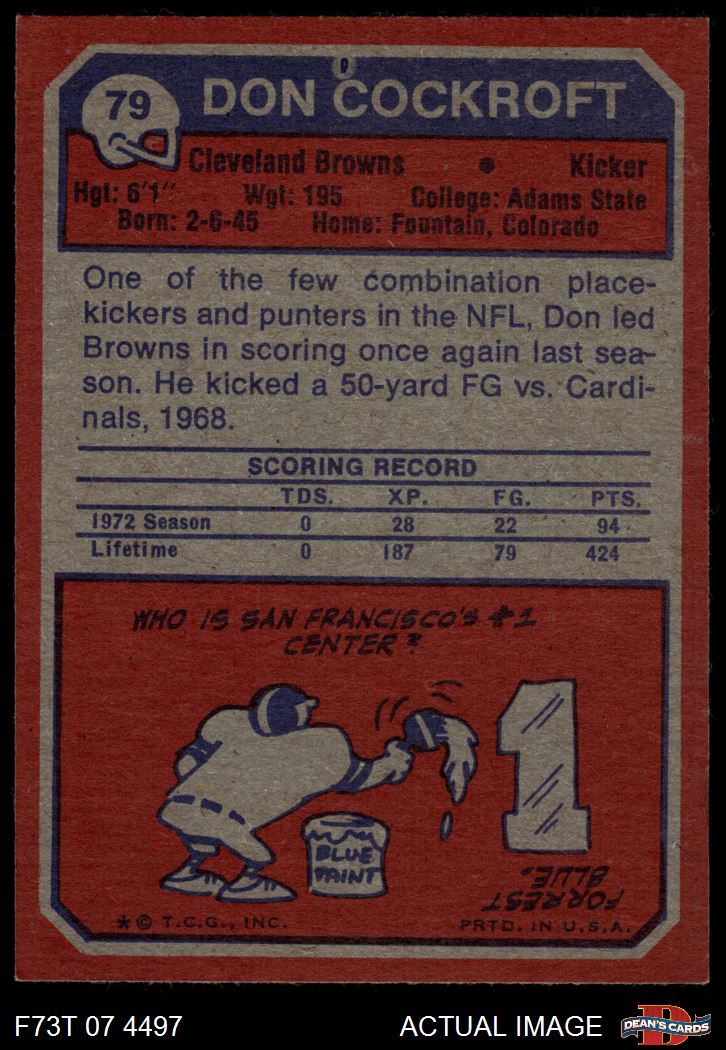 79
DON COCKROFT
Cleveland Browns • Kicker
Hgt: 6'1" Wgt: 195 College: Adams State
Born: 2-6-45 Home: Fountain, Colorado
One of the few combination place-
kickers and punters in the NFL, Don led
Browns in scoring once again last sea-
son. He kicked a 50-yard FG vs. Cardi-
nals, 1968.
SCORING RECORD
TDS. XP. FG. PTS.
1972 Season 0 28 22 94
Lifetime 0 187 79 424
WHO IS SAN FRANCISCO'S #1
CENTER?
1
BLUE
PAINT
FORREST
BLUE.
* © T.C.G., INC. PRTD. IN U.S.A.
F73T 07 4497 ACTUAL IMAGE
D
DEAN'S CARDS